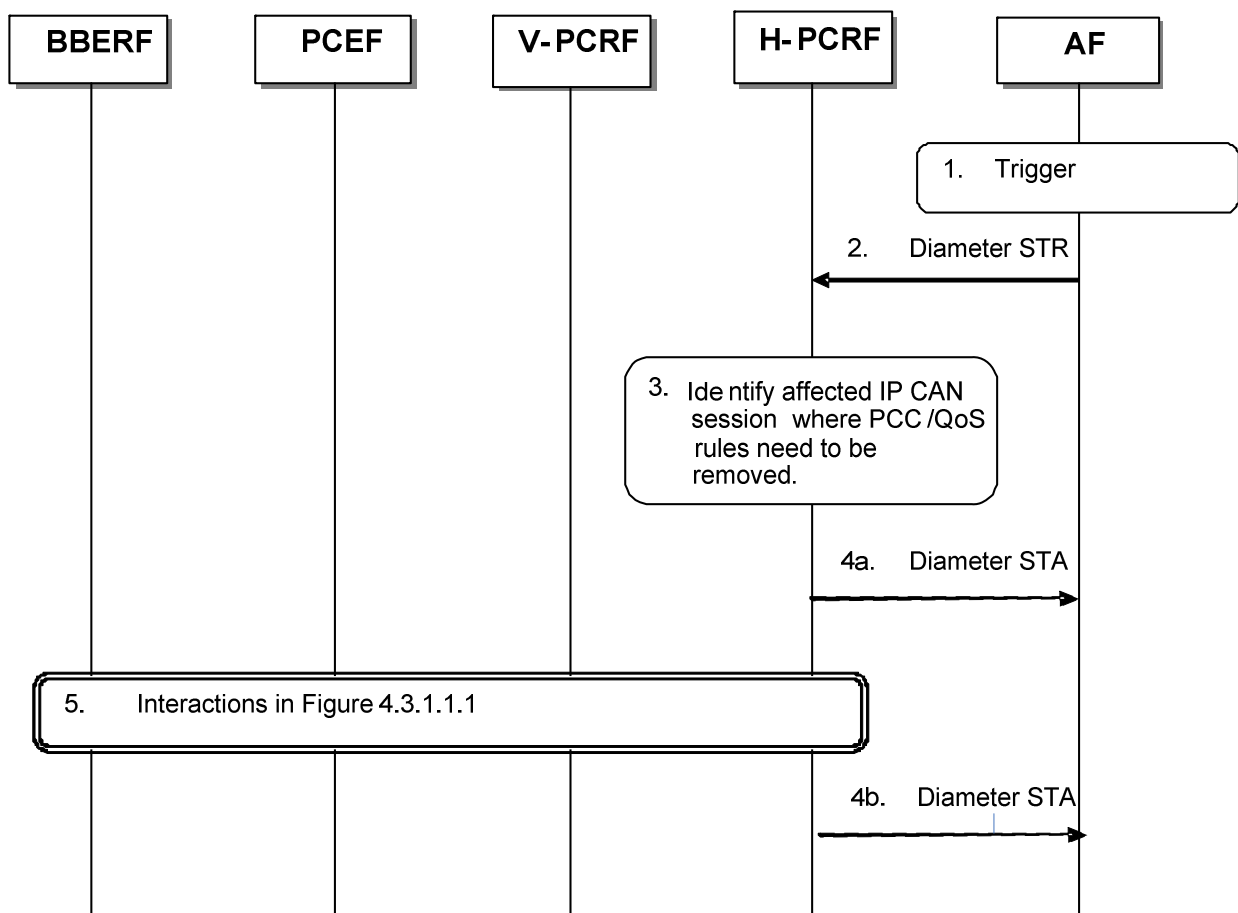 BBERF
PCEF
V-PCRF
H-PCRF
AF
1. Trigger
2. Diameter STR
3. Identify affected IP CAN
session where PCC /QoS
rules need to be
removed.
4a. Diameter STA
5. Interactions in Figure 4.3.1.1.1
4b. Diameter STA